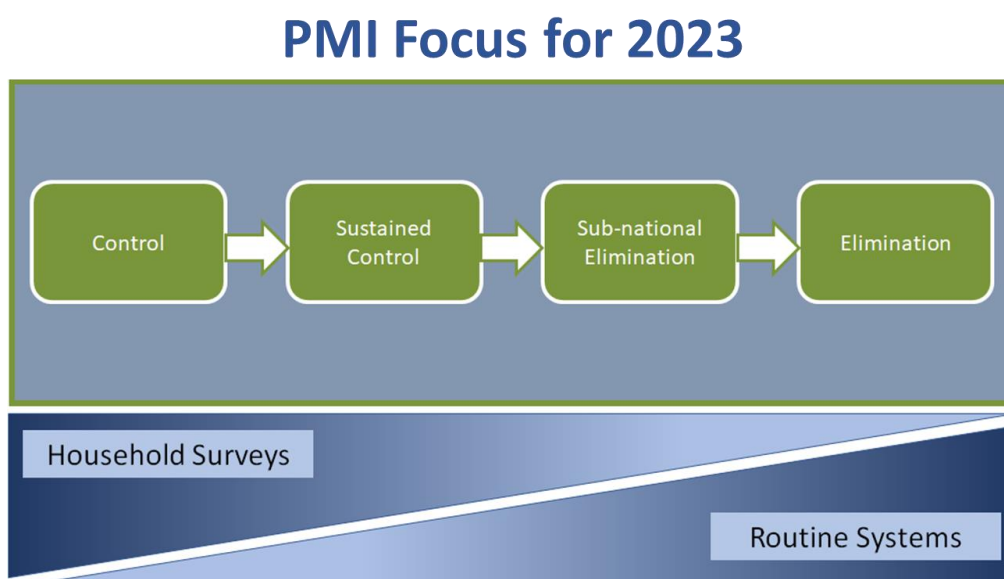 PMI Focus for 2023
Control
Sustained
Control
Sub-national
Elimination
Elimination
Household Surveys
Routine Systems